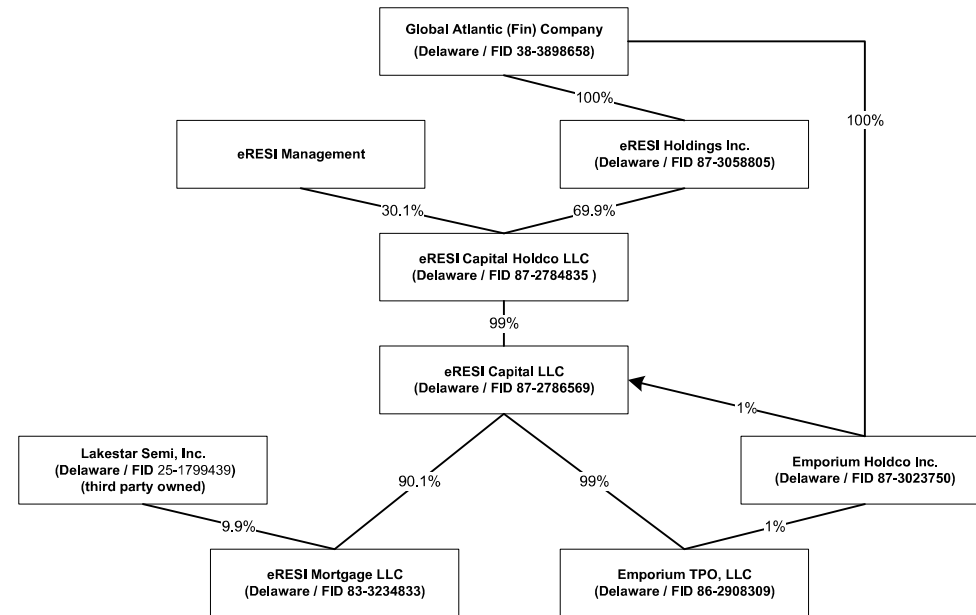 Global Atlantic (Fin) Company
(Delaware / FID 38-3898658)
100%
100%
eRESI Management
eRESI Holdings Inc.
(Delaware / FID 87-3058805)
30.1%
69.9%
eRESI Capital Holdco LLC
(Delaware / FID 87-2784835 )
99%
eRESI Capital LLC
(Delaware / FID 87-2786569)
1%
Lakestar Semi, Inc.
(Delaware / FID 25-1799439)
(third party owned)
90.1%
99%
Emporium Holdco Inc.
(Delaware / FID 87-3023750)
9.9%
1%
eRESI Mortgage LLC
(Delaware / FID 83-3234833)
Emporium TPO, LLC
(Delaware / FID 86-2908309)